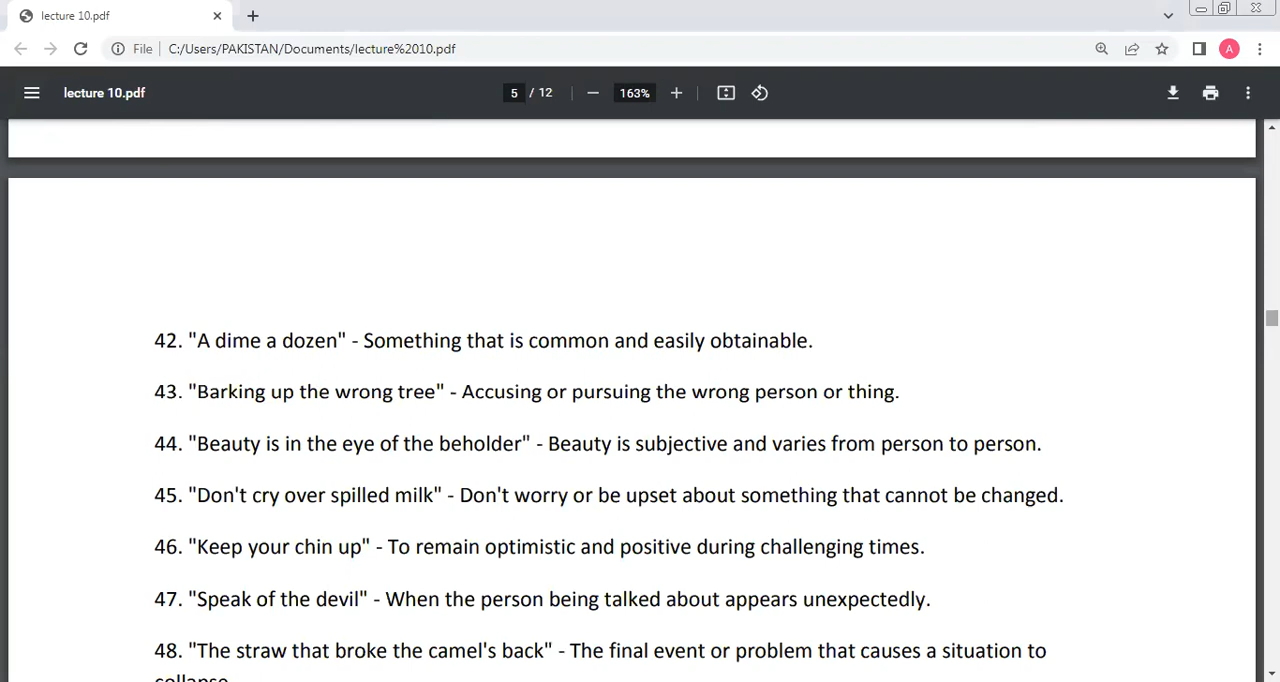 lecture 10.pdf
File C:/Users/PAKISTAN/Documents/lecture%2010.pdf
A
lecture 10.pdf
5 / 12
163%
42. "A dime a dozen" - Something that is common and easily obtainable.
43. "Barking up the wrong tree" - Accusing or pursuing the wrong person or thing.
44. "Beauty is in the eye of the beholder" - Beauty is subjective and varies from person to person.
45. "Don't cry over spilled milk" - Don't worry or be upset about something that cannot be changed.
46. "Keep your chin up" - To remain optimistic and positive during challenging times.
47. "Speak of the devil" - When the person being talked about appears unexpectedly.
48. "The straw that broke the camel's back" - The final event or problem that causes a situation to
collapse.